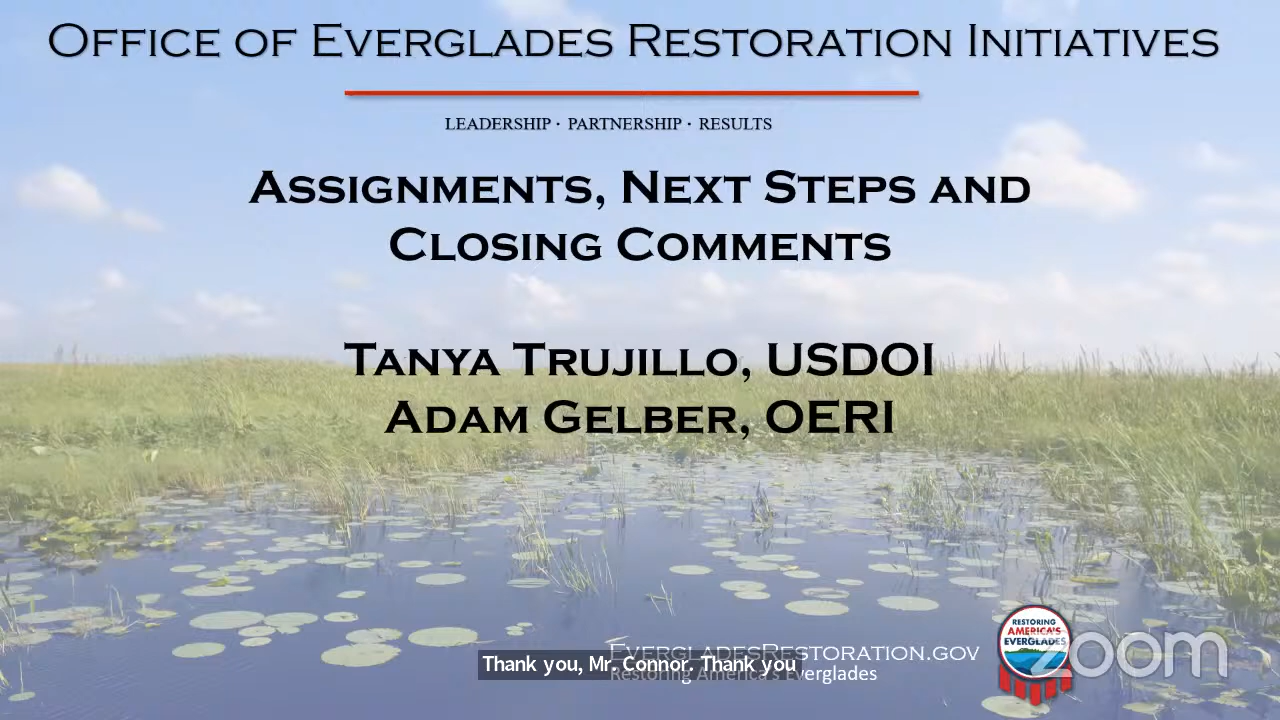 OFFICE OF EVERGLADES RESTORATION INITIATIVES
LEADERSHIP · PARTNERSHIP · RESULTS
ASSIGNMENTS, NEXT STEPS AND
CLOSING COMMENTS
TANYA TRUJILLO, USDOI
ADAM GELBER, OERI
RESTORING
AMERICA'S
EVERGLADES
zoom
EVERGLADESRESTORATION.GOV
Thank you, Mr. Connor. Thank you
Restoring America's Everglades